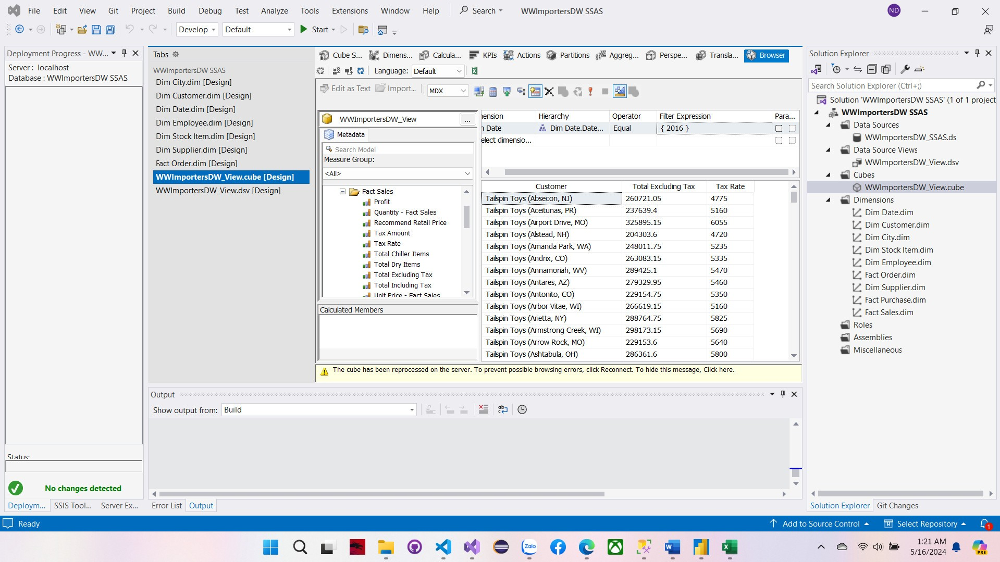 File Edit View Git Project Build Debug Test Analyze Tools Extensions Window Help Search WWImportersDW SSAS ND
Develop Default Start
Deployment Progress - WW...
Server : localhost
Database : WWImportersDW SSAS
Status:
No changes detected
Deploym... SSIS Tool... Server Ex...
Tabs
WWImportersDW SSAS
Dim City.dim [Design]
Dim Customer.dim [Design]
Dim Date.dim [Design]
Dim Employee.dim [Design]
Dim Stock Item.dim [Design]
Dim Supplier.dim [Design]
Fact Order.dim [Design]
WWImportersDW_View.cube [Design]
WWImportersDW_View.dsv [Design]
Cube S... Dimens... Calcula... KPIs Actions Partitions Aggreg... Perspe... Transla... Browser
Language: Default
Edit as Text Import... MDX
WWImportersDW_View ...
Metadata
Search Model
Measure Group:
<All>
Fact Sales
Profit
Quantity - Fact Sales
Recommend Retail Price
Tax Amount
Tax Rate
Total Chiller Items
Total Dry Items
Total Excluding Tax
Total Including Tax
Unit Price - Fact Sales
Calculated Members
nension Hierarchy Operator Filter Expression Para...
n Date Dim Date.Date... Equal { 2016 }
elect dimensio...
Customer Total Excluding Tax Tax Rate
Tailspin Toys (Absecon, NJ) 260721.05 4775
Tailspin Toys (Aceitunas, PR) 237639.4 5160
Tailspin Toys (Airport Drive, MO) 325895.15 6055
Tailspin Toys (Alstead, NH) 204303.6 4720
Tailspin Toys (Amanda Park, WA) 248011.75 5235
Tailspin Toys (Andrix, CO) 263083.15 5335
Tailspin Toys (Annamoriah, WV) 289425.1 5470
Tailspin Toys (Antares, AZ) 279329.95 5460
Tailspin Toys (Antonito, CO) 229154.75 5350
Tailspin Toys (Arbor Vitae, WI) 266619.15 5160
Tailspin Toys (Arietta, NY) 288764.75 5825
Tailspin Toys (Armstrong Creek, WI) 298173.15 5690
Tailspin Toys (Arrow Rock, MO) 229153.6 5640
Tailspin Toys (Ashtabula, OH) 286361.6 5800
The cube has been reprocessed on the server. To prevent possible browsing errors, click Reconnect. To hide this message, Click here.
Output
Show output from: Build
Error List Output
Solution Explorer
Search Solution Explorer (Ctrl+;)
Solution 'WWImportersDW SSAS' (1 of 1 project
WWImportersDW SSAS
Data Sources
WWImportersDW_SSAS.ds
Data Source Views
WWImportersDW_View.dsv
Cubes
WWImportersDW_View.cube
Dimensions
Dim Date.dim
Dim Customer.dim
Dim City.dim
Dim Stock Item.dim
Dim Employee.dim
Fact Order.dim
Dim Supplier.dim
Fact Purchase.dim
Fact Sales.dim
Roles
Assemblies
Miscellaneous
Solution Explorer Git Changes
Ready Add to Source Control Select Repository 1
Zalo
1:21 AM
5/16/2024
PRE